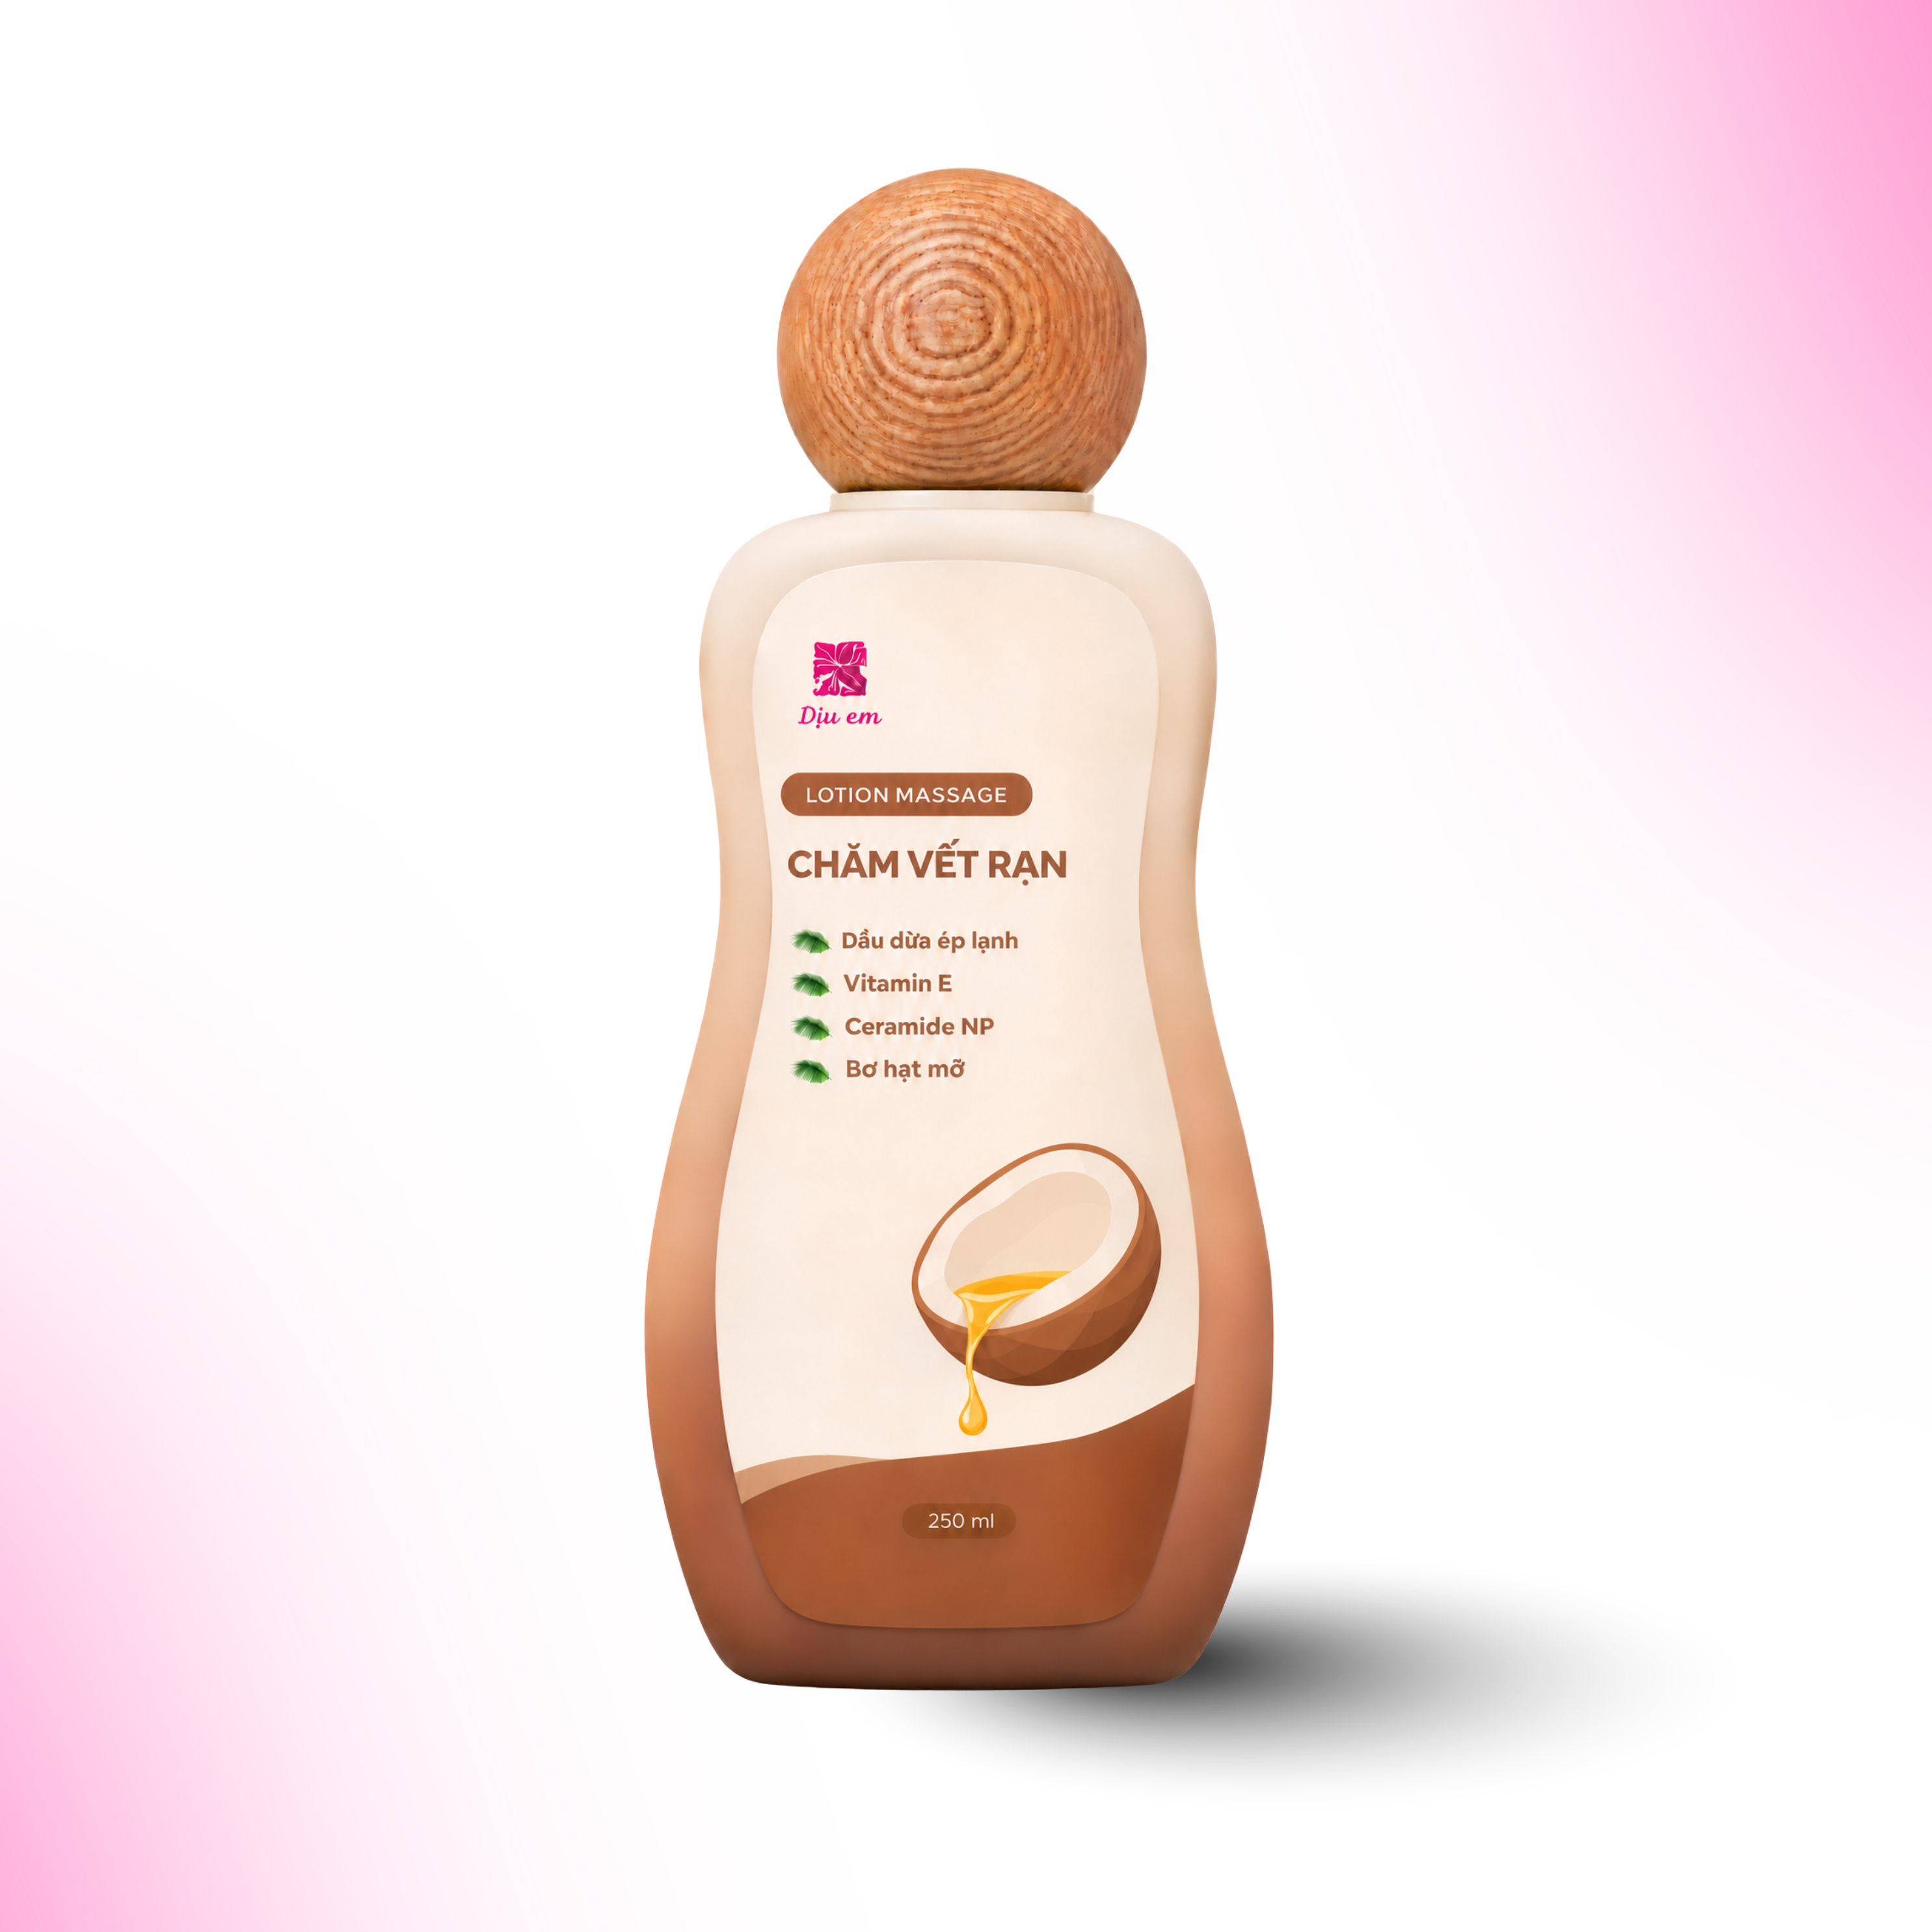 Dịu em
LOTION MASSAGE
CHĂM VẾT RẠN
Dầu dừa ép lạnh
Vitamin E
Ceramide NP
Bơ hạt mỡ
250 ml